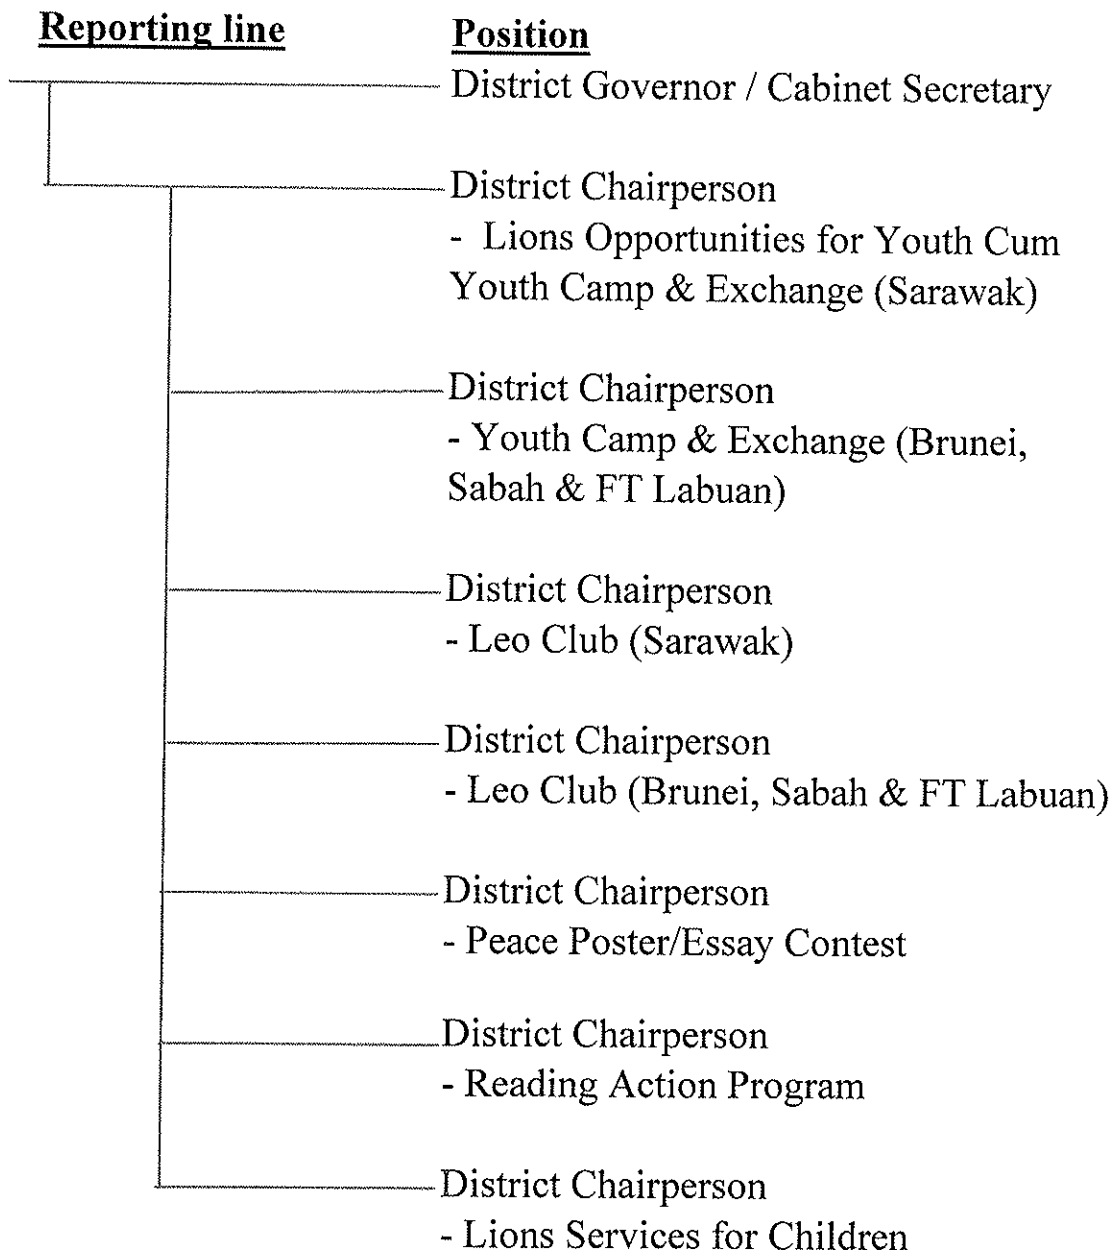 Reporting line
Position
District Governor / Cabinet Secretary
District Chairperson
- Lions Opportunities for Youth Cum
Youth Camp & Exchange (Sarawak)
District Chairperson
- Youth Camp & Exchange (Brunei,
Sabah & FT Labuan)
District Chairperson
- Leo Club (Sarawak)
District Chairperson
- Leo Club (Brunei, Sabah & FT Labuan)
District Chairperson
- Peace Poster/Essay Contest
District Chairperson
- Reading Action Program
District Chairperson
- Lions Services for Children